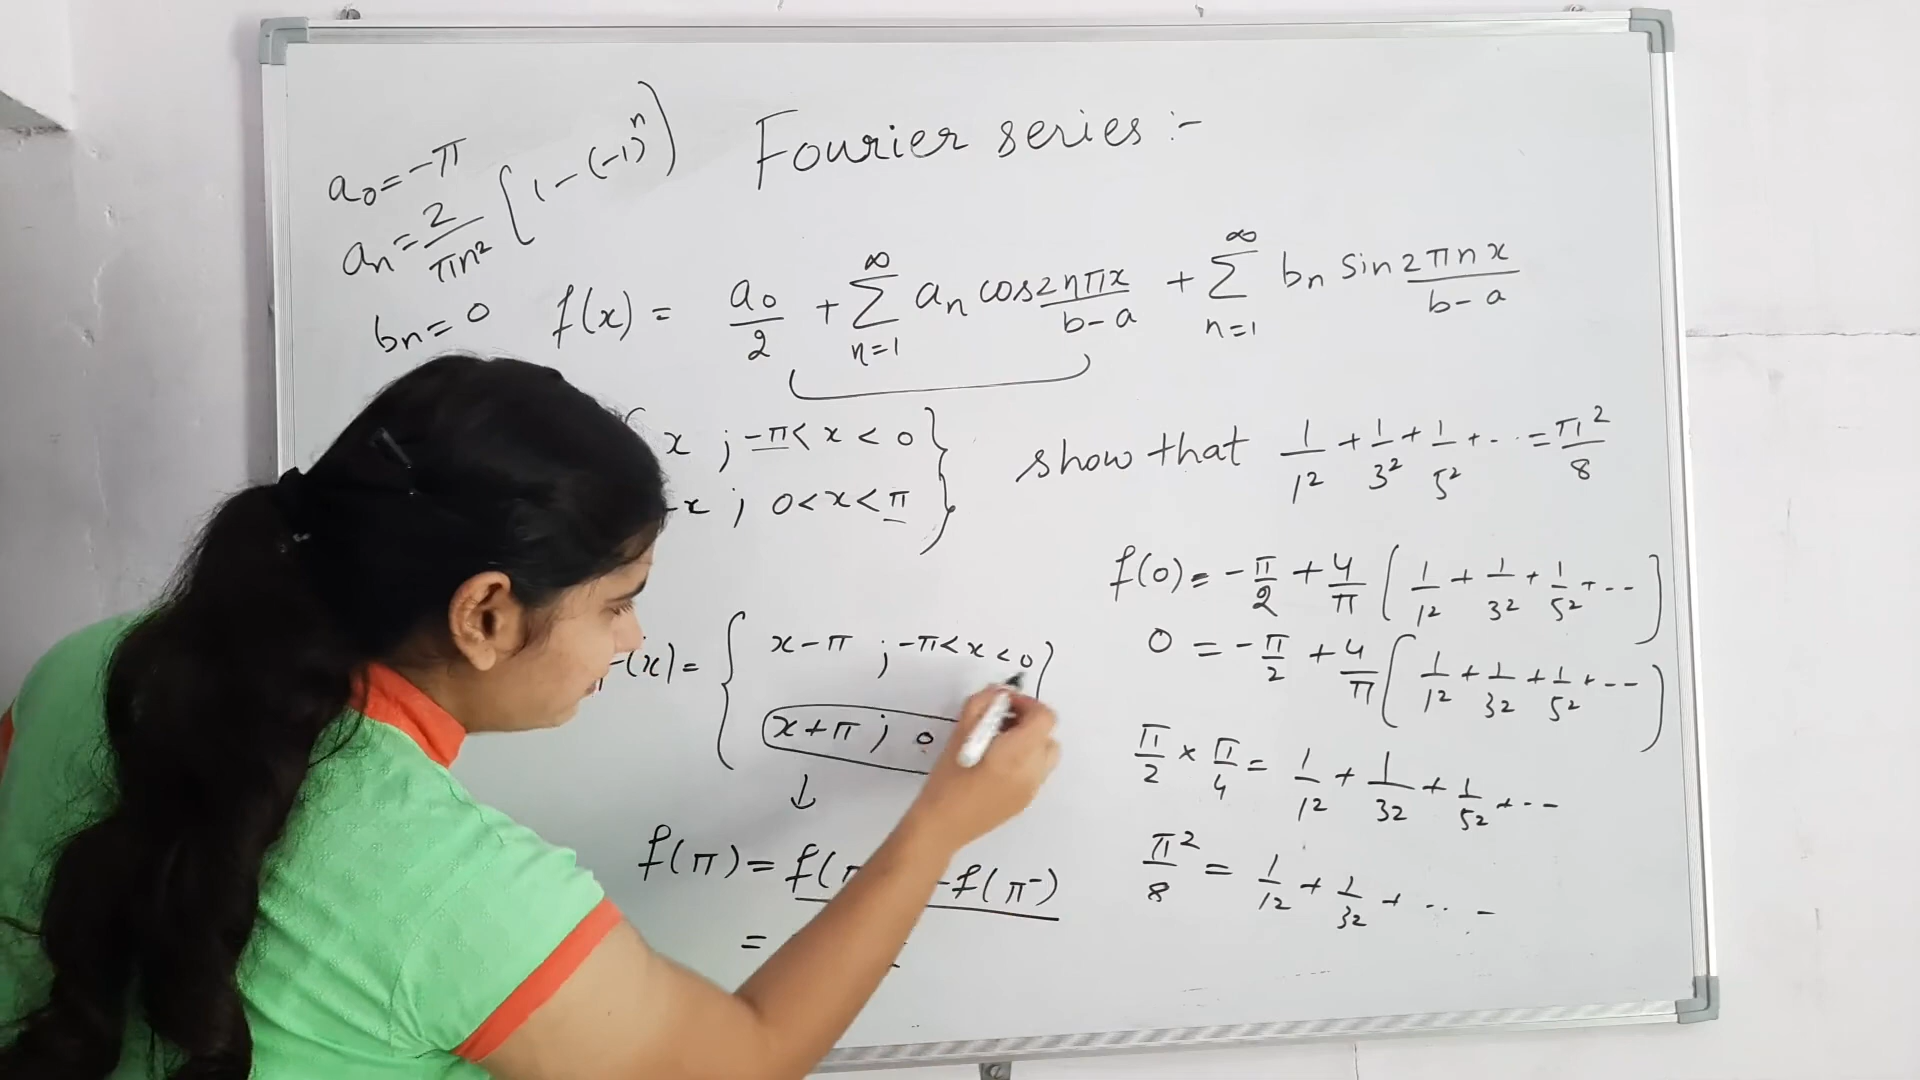 Fourier series :-
a₀ = -π
aₙ = 2/πn² [1 - (-1)ⁿ]
bₙ = 0
f(x) = a₀/2 + ∞Σn=1 aₙ cos 2nπx/b-a + ∞Σn=1 bₙ sin 2πnx/b-a
x ; -π < x < 0
-x ; 0 < x < π
show that 1/1² + 1/3² + 1/5² + .. = π²/8
(x) = { x - π ; -π < x < 0
x + π ; 0
↓
f(π) = f( - f(π⁻)
=
f(0) = -π/2 + 4/π [1/1² + 1/3² + 1/5² + --]
0 = -π/2 + 4/π [1/1² + 1/3² + 1/5² + --]
π/2 × π/4 = 1/1² + 1/3² + 1/5² + ---
π²/8 = 1/1² + 1/3² + .. -